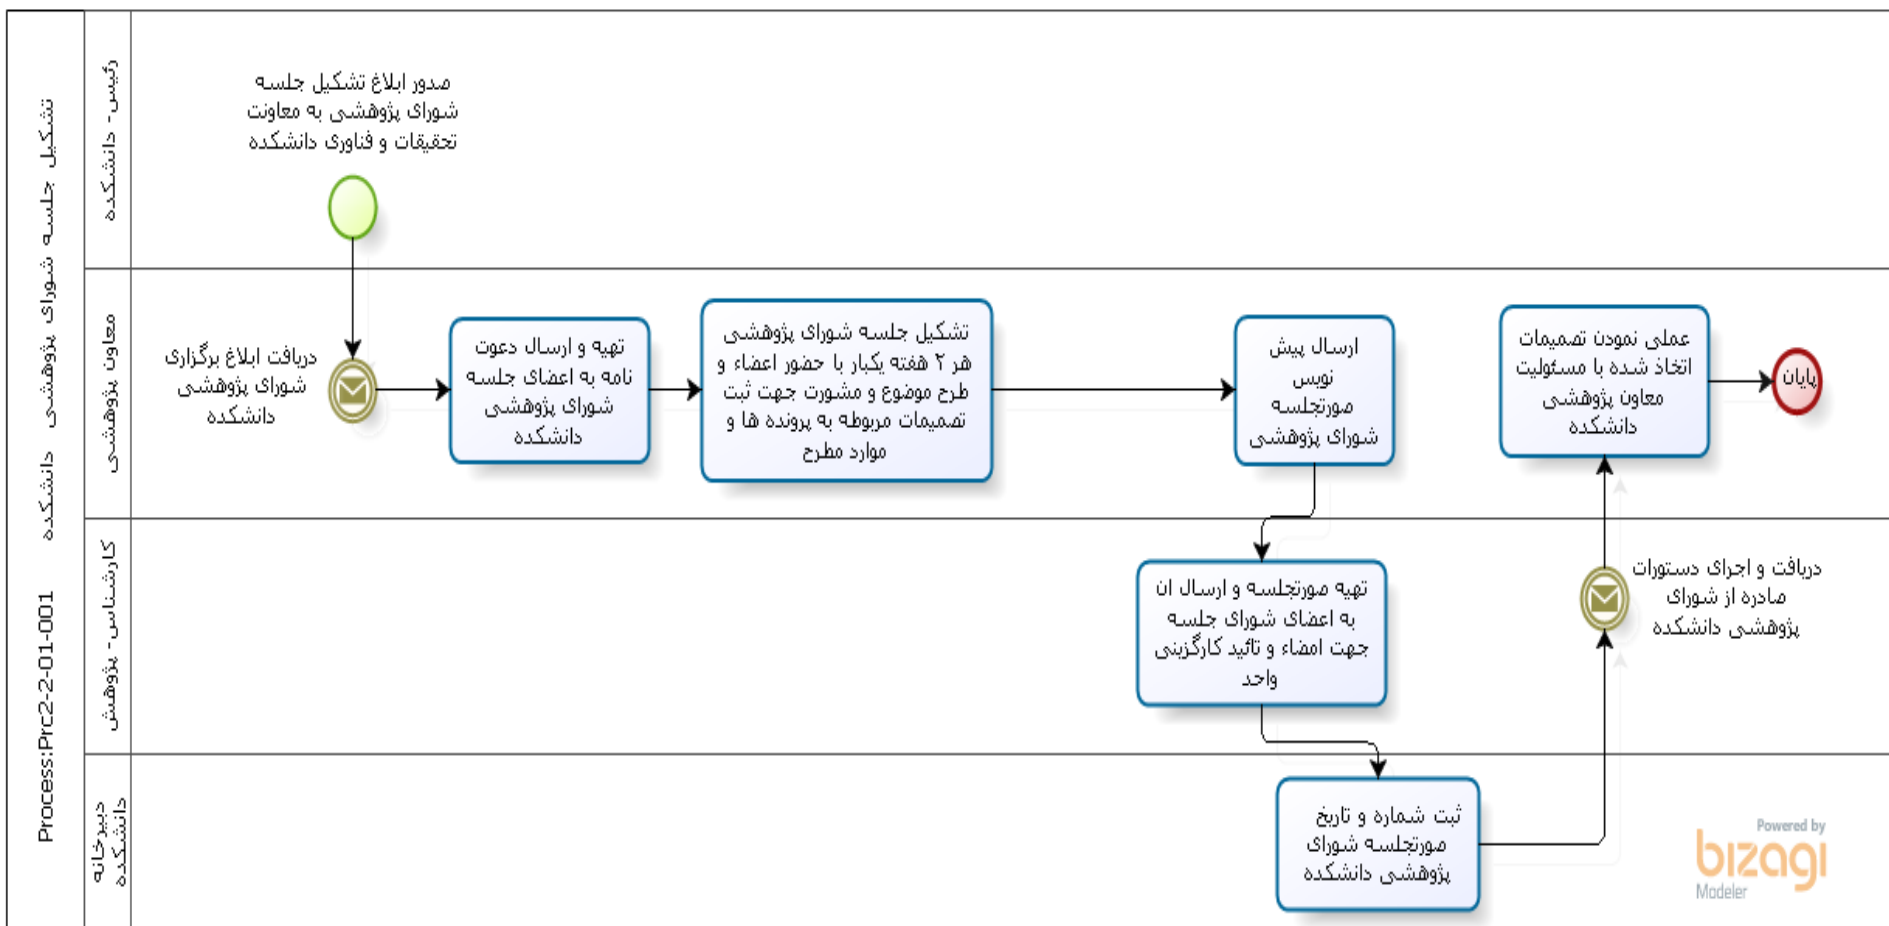 Process:Prc2-2-01-001 تشکیل جلسه شورای پژوهشی دانشکده
رئیس- دانشکده
صدور ابلاغ تشکیل جلسه
شورای پژوهشی به معاونت
تحقیقات و فناوری دانشکده
معاون پژوهشی
دریافت ابلاغ برگزاری
شورای پژوهشی
دانشکده
تهیه و ارسال دعوت
نامه به اعضای جلسه
شورای پژوهشی
دانشکده
تشکیل جلسه شورای پژوهشی
هر ۲ هفته یکبار با حضور اعضاء و
طرح موضوع و مشورت جهت ثبت
تصمیمات مربوطه به پرونده ها و
موارد مطرح
ارسال پیش
نویس
صورتجلسه
شورای پژوهشی
عملی نمودن تصمیمات
اتخاذ شده با مسئولیت
معاون پژوهشی
دانشکده
پایان
کارشناس- پژوهش
تهیه صورتجلسه و ارسال ان
به اعضای شورای جلسه
جهت امضاء و تائید کارگزینی
واحد
دریافت و اجرای دستورات
صادره از شورای
پژوهشی دانشکده
دبیرخانه
دانشکده
ثبت شماره و تاریخ
صورتجلسه شورای
پژوهشی دانشکده
Powered by
bizagi
Modeler